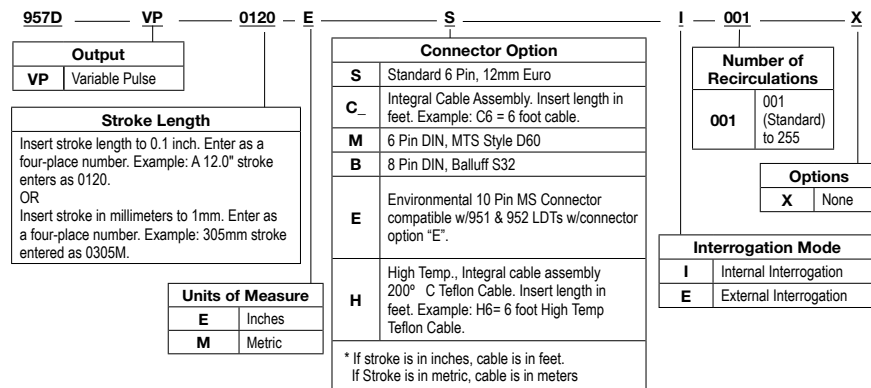 957D VP 0120 E S I 001 X
Output
VP Variable Pulse
Stroke Length
Insert stroke length to 0.1 inch. Enter as a
four-place number. Example: A 12.0" stroke
enters as 0120.
OR
Insert stroke in millimeters to 1mm. Enter as
a four-place number. Example: 305mm stroke
entered as 0305M.
Units of Measure
E Inches
M Metric
Connector Option
S Standard 6 Pin, 12mm Euro
C_ Integral Cable Assembly. Insert length in
feet. Example: C6 = 6 foot cable.
M 6 Pin DIN, MTS Style D60
B 8 Pin DIN, Balluff S32
E Environmental 10 Pin MS Connector
compatible w/951 & 952 LDTs w/connector
option “E”.
H High Temp., Integral cable assembly
200º C Teflon Cable. Insert length in
feet. Example: H6= 6 foot High Temp
Teflon Cable.
* If stroke is in inches, cable is in feet.
If Stroke is in metric, cable is in meters
Number of
Recirculations
001 001
(Standard)
to 255
Options
X None
Interrogation Mode
I Internal Interrogation
E External Interrogation